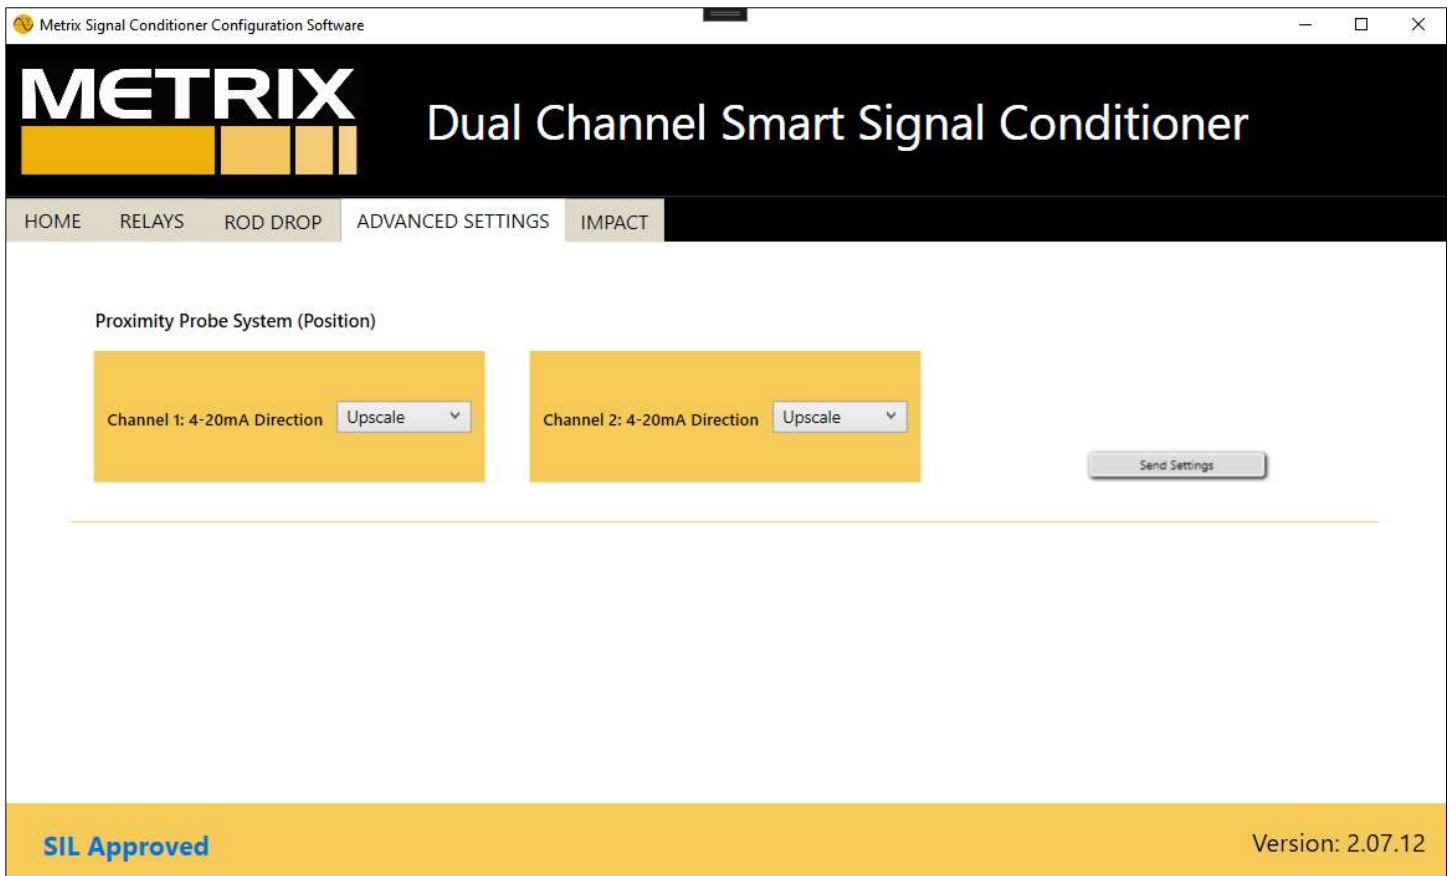 Metrix Signal Conditioner Configuration Software
METRIX
Dual Channel Smart Signal Conditioner
HOME RELAYS ROD DROP ADVANCED SETTINGS IMPACT
Proximity Probe System (Position)
Channel 1: 4-20mA Direction Upscale Channel 2: 4-20mA Direction Upscale
Send Settings
SIL Approved Version: 2.07.12